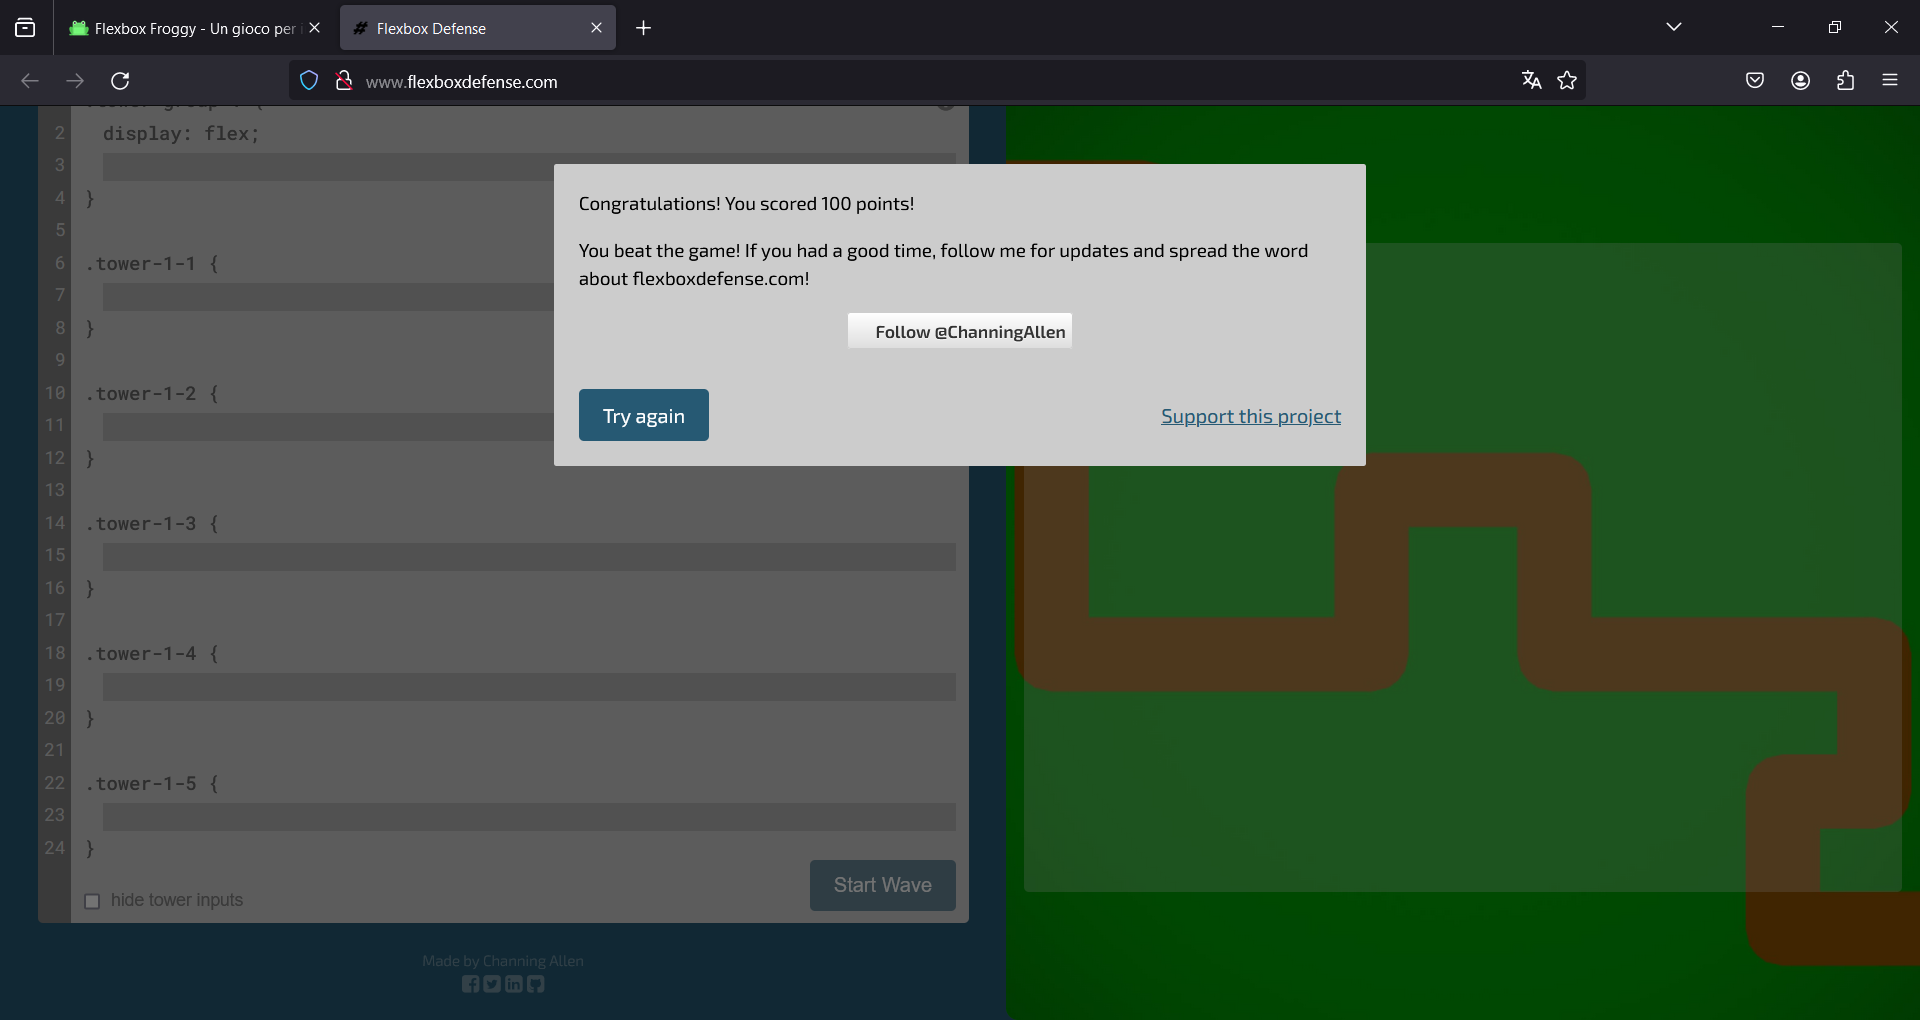 Flexbox Froggy - Un gioco per
Flexbox Defense
www.flexboxdefense.com
2 display: flex;
3
4 }
5
6 .tower-1-1 {
7
8 }
9
10 .tower-1-2 {
11
12 }
13
14 .tower-1-3 {
15
16 }
17
18 .tower-1-4 {
19
20 }
21
22 .tower-1-5 {
23
24 }
hide tower inputs
Start Wave
Made by Channing Allen
Congratulations! You scored 100 points!
You beat the game! If you had a good time, follow me for updates and spread the word
about flexboxdefense.com!
Follow @ChanningAllen
Try again
Support this project